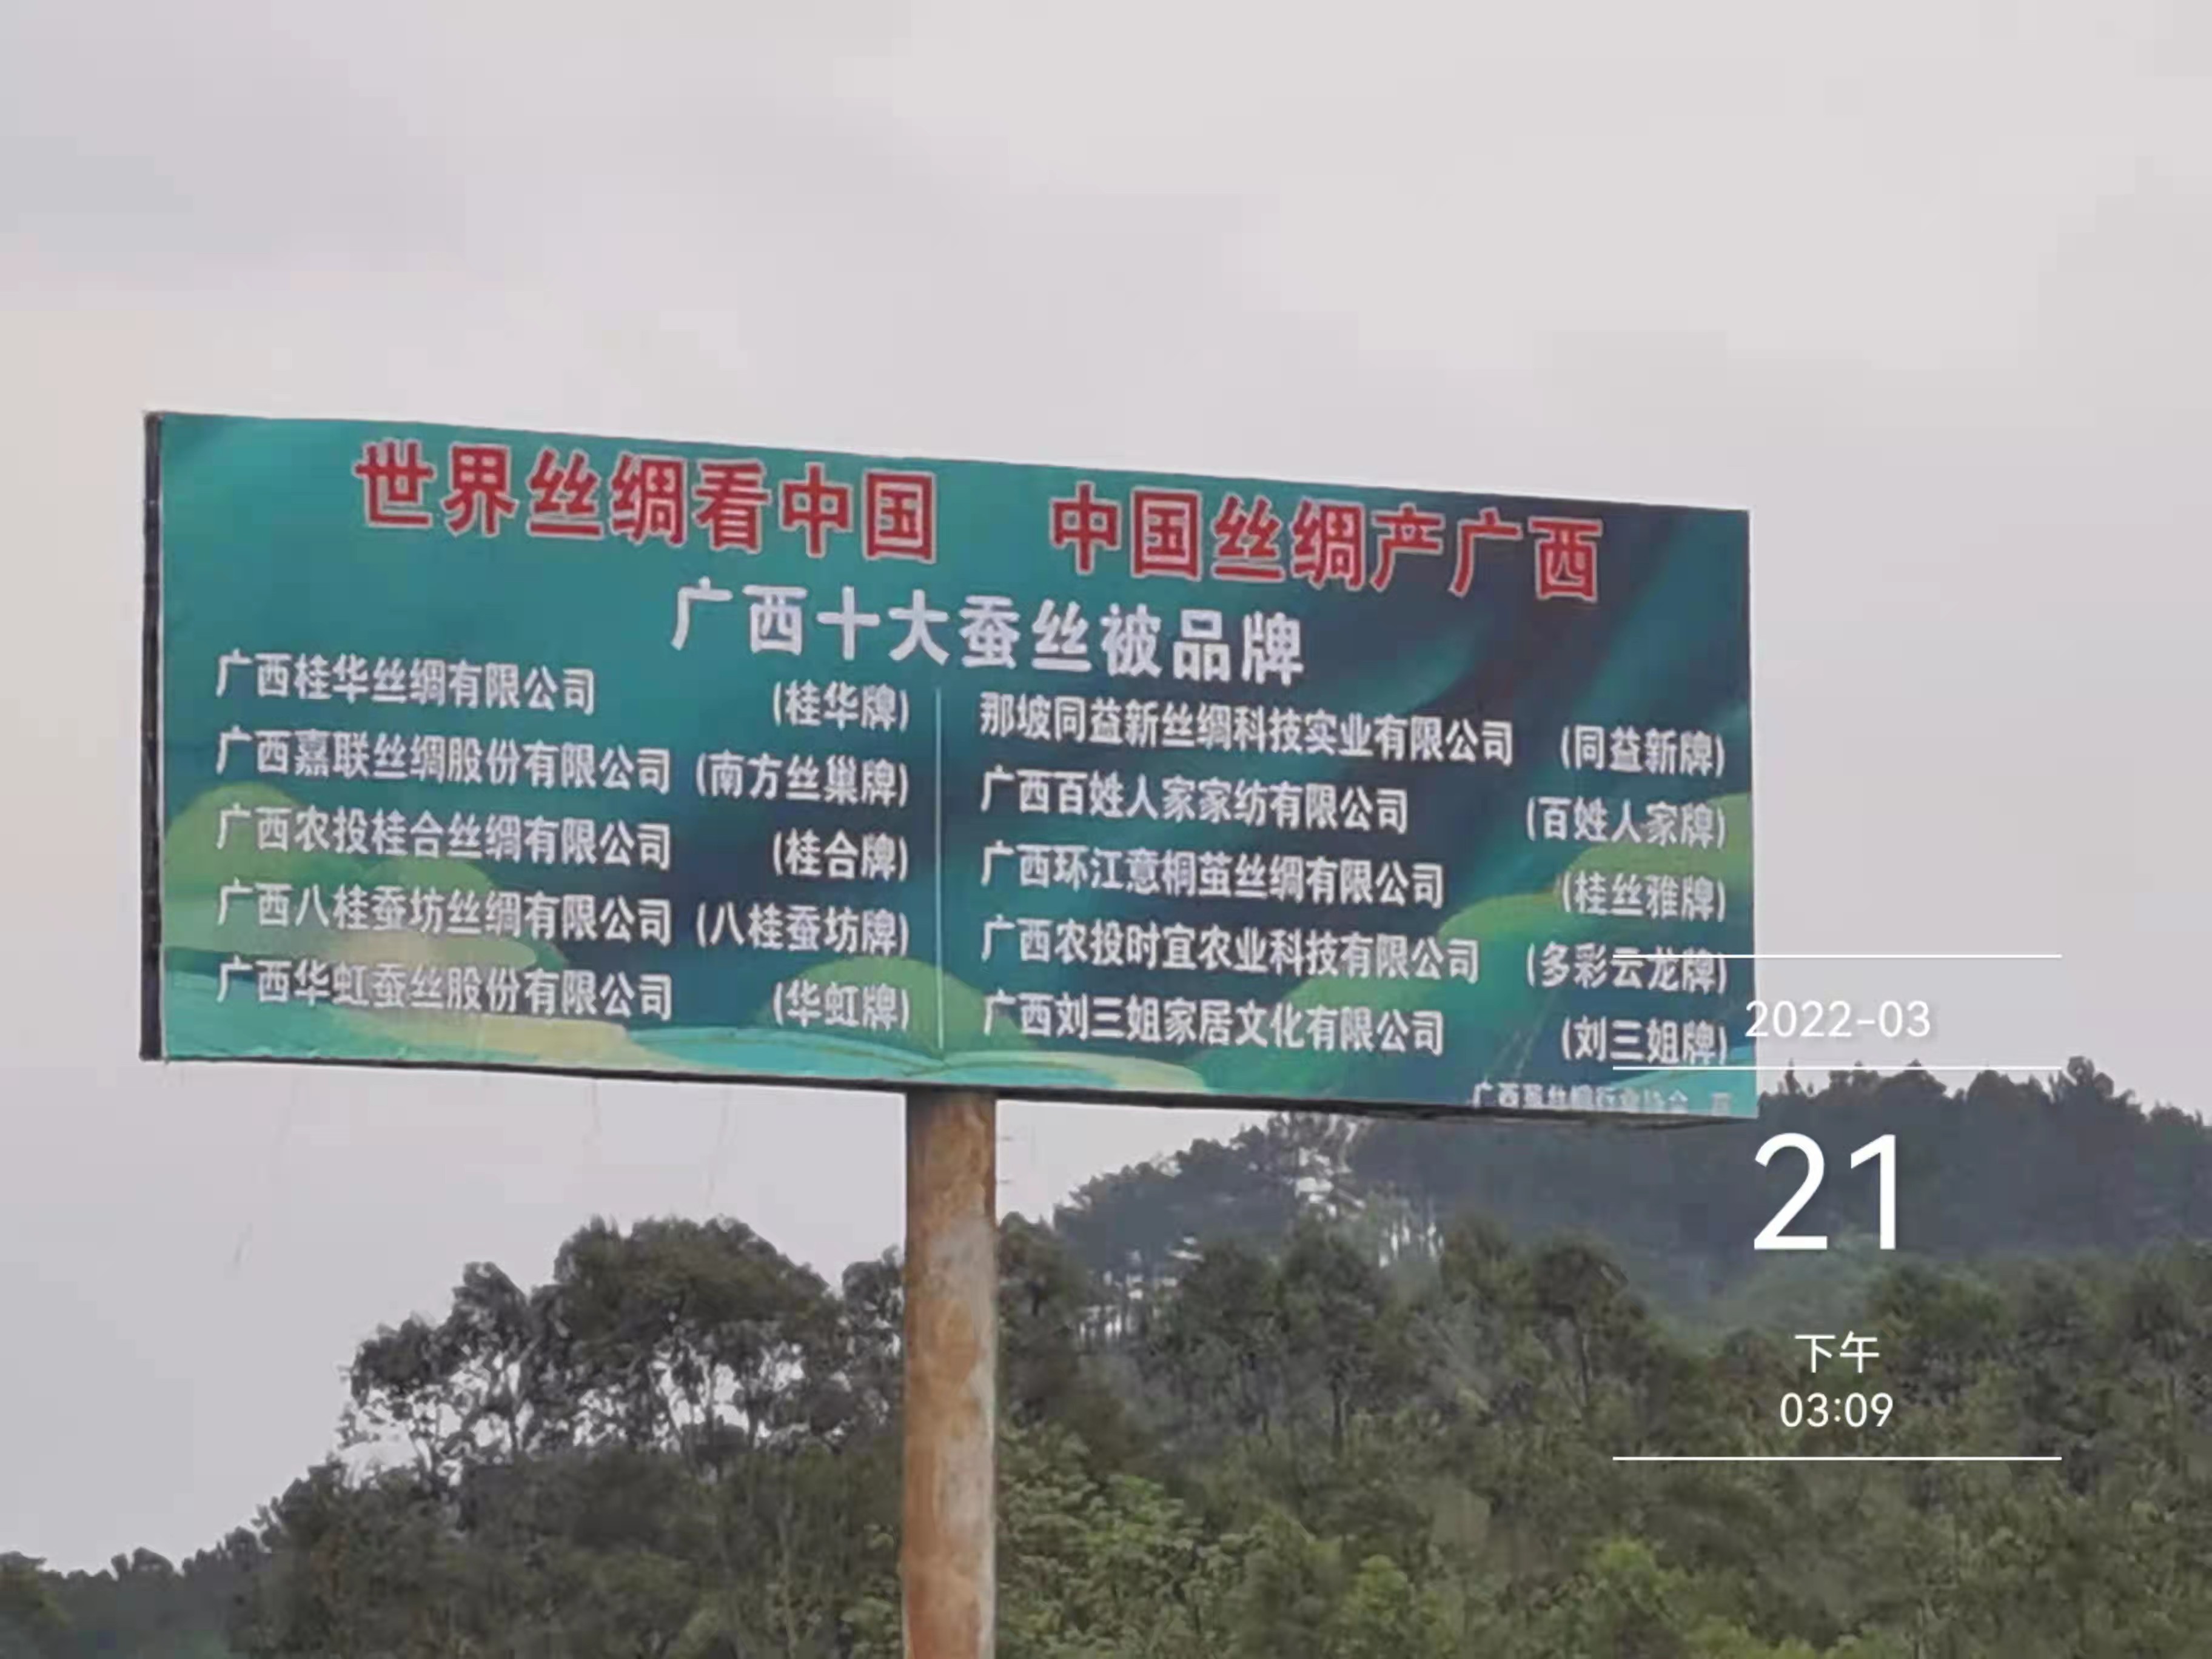 世界丝绸看中国 中国丝绸产广西
广西十大蚕丝被品牌
广西桂华丝绸有限公司 (桂华牌)
广西嘉联丝绸股份有限公司 (南方丝巢牌)
广西农投桂合丝绸有限公司 (桂合牌)
广西八桂蚕坊丝绸有限公司 (八桂蚕坊牌)
广西华虹蚕丝股份有限公司 (华虹牌)
那坡同益新丝绸科技实业有限公司 (同益新牌)
广西百姓人家家纺有限公司 (百姓人家牌)
广西环江意桐茧丝绸有限公司 (桂丝雅牌)
广西农投时宜农业科技有限公司 (多彩云龙牌)
广西刘三姐家居文化有限公司 (刘三姐牌)
广西茧丝绸行业协会
2022-03
21
下午
03:09